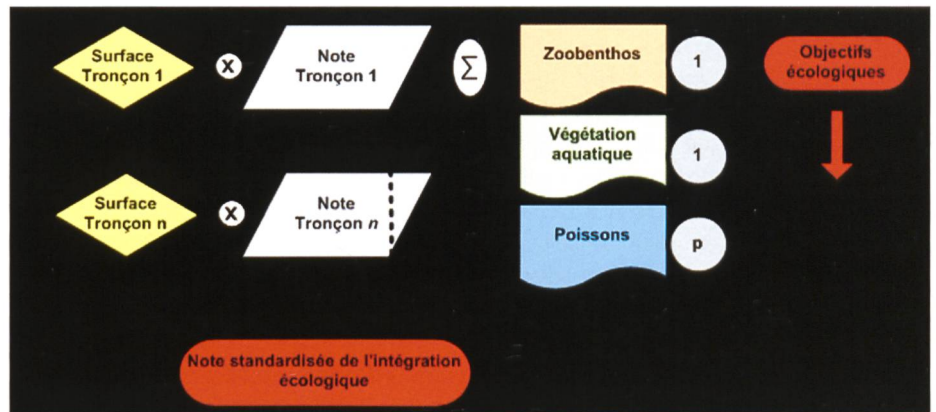 Surface
Tronçon 1
X
Note
Tronçon 1
Σ
Zoobenthos
1
Objectifs
écologiques
Végétation
aquatique
1
Surface
Tronçon n
X
Note
Tronçon n
Poissons
p
Note standardisée de l'intégration
écologique